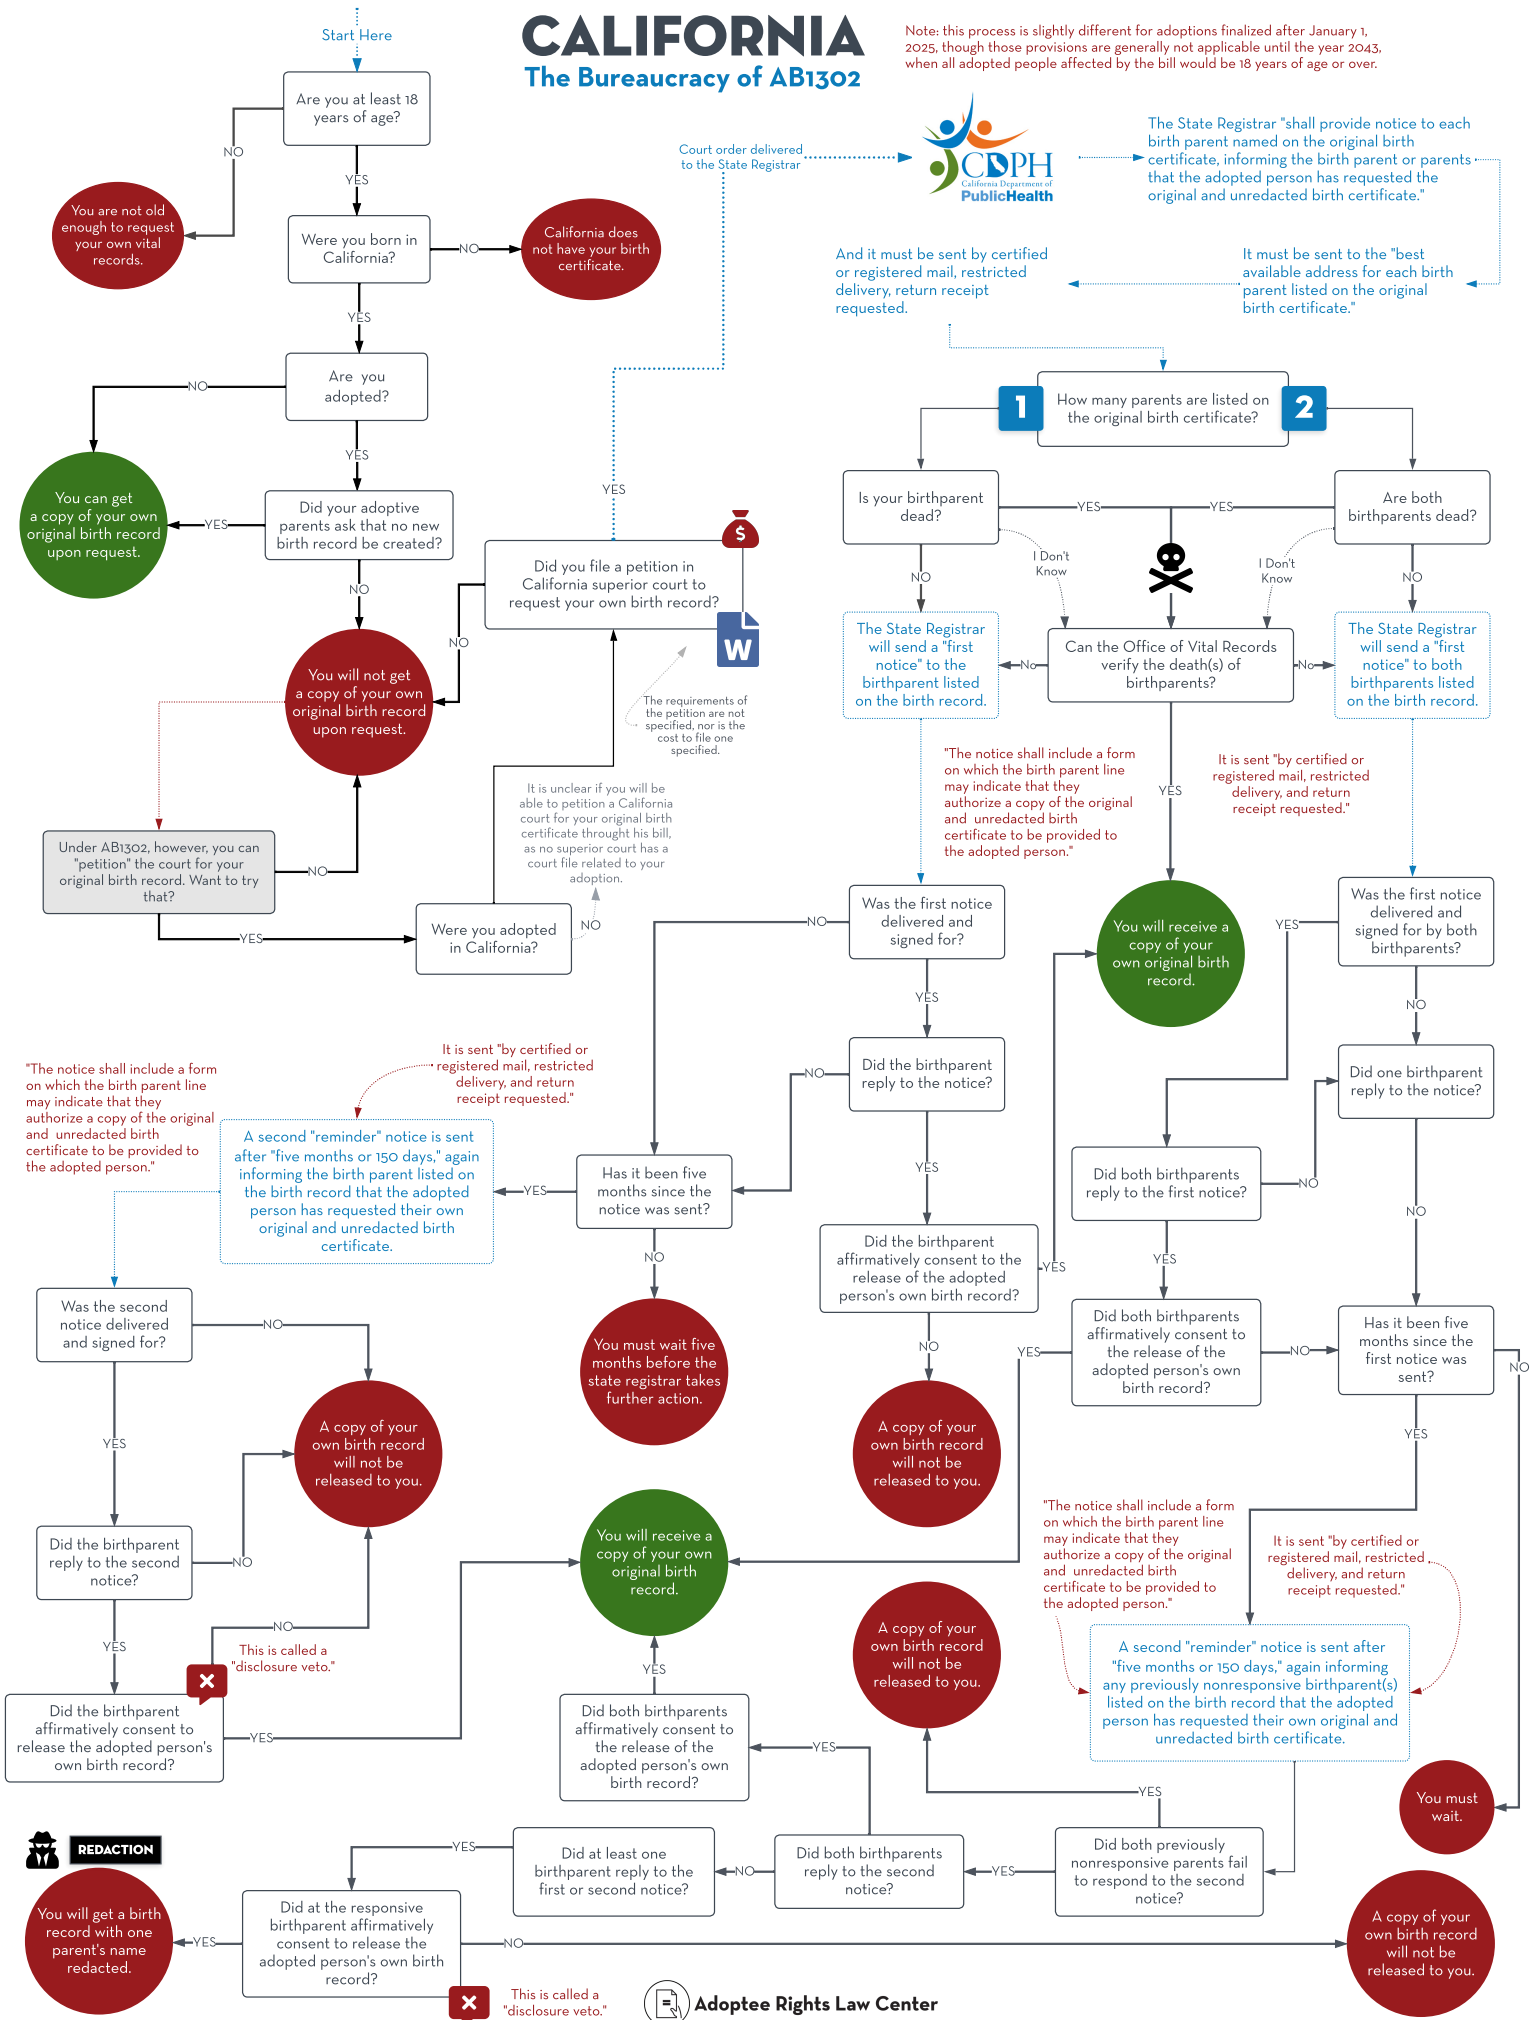 Start Here
CALIFORNIA
The Bureaucracy of AB1302
Note: this process is slightly different for adoptions finalized after January 1,
2025, though those provisions are generally not applicable until the year 2043,
when all adopted people affected by the bill would be 18 years of age or over.
Are you at least 18
years of age?
NO
YES
You are not old
enough to request
your own vital
records.
Were you born in
California?
NO
California does
not have your birth
certificate.
YES
Are you
adopted?
NO
YES
You can get
a copy of your own
original birth record
upon request.
YES
Did your adoptive
parents ask that no new
birth record be created?
NO
You will not get
a copy of your own
original birth record
upon request.
Under AB1302, however, you can
"petition" the court for your
original birth record. Want to try
that?
NO
YES
Were you adopted
in California?
NO
It is unclear if you will be
able to petition a California
court for your original birth
certificate throught his bill,
as no superior court has a
court file related to your
adoption.
Did you file a petition in
California superior court to
request your own birth record?
$
W
NO
The requirements of
the petition are not
specified, nor is the
cost to file one
specified.
YES
Court order delivered
to the State Registrar
CDPH
California Department of
PublicHealth
The State Registrar "shall provide notice to each
birth parent named on the original birth
certificate, informing the birth parent or parents
that the adopted person has requested the
original and unredacted birth certificate."
It must be sent to the "best
available address for each birth
parent listed on the original
birth certificate."
And it must be sent by certified
or registered mail, restricted
delivery, return receipt
requested.
1
How many parents are listed on
the original birth certificate?
2
Is your birthparent
dead?
YES
YES
Are both
birthparents dead?
I Don't
Know
I Don't
Know
NO
NO
The State Registrar
will send a "first
notice" to the
birthparent listed
on the birth record.
No
Can the Office of Vital Records
verify the death(s) of
birthparents?
No
The State Registrar
will send a "first
notice" to both
birthparents listed
on the birth record.
"The notice shall include a form
on which the birth parent line
may indicate that they
authorize a copy of the original
and unredacted birth
certificate to be provided to
the adopted person."
YES
It is sent "by certified or
registered mail, restricted
delivery, and return
receipt requested."
Was the first notice
delivered and
signed for?
NO
YES
You will receive a
copy of your
own original birth
record.
Was the first notice
delivered and
signed for by both
birthparents?
YES
NO
Did the birthparent
reply to the notice?
NO
YES
Did one birthparent
reply to the notice?
NO
"The notice shall include a form
on which the birth parent line
may indicate that they
authorize a copy of the original
and unredacted birth
certificate to be provided to
the adopted person."
It is sent "by certified or
registered mail, restricted
delivery, and return
receipt requested."
A second "reminder" notice is sent
after "five months or 150 days," again
informing the birth parent listed on
the birth record that the adopted
person has requested their own
original and unredacted birth
certificate.
YES
Has it been five
months since the
notice was sent?
NO
You must wait five
months before the
state registrar takes
further action.
Did the birthparent
affirmatively consent to the
release of the adopted
person's own birth record?
YES
NO
A copy of your
own birth record
will not be
released to you.
Did both birthparents
reply to the first notice?
NO
YES
Did both birthparents
affirmatively consent to
the release of the
adopted person's own
birth record?
YES
NO
Has it been five
months since the
first notice was
sent?
NO
YES
Was the second
notice delivered
and signed for?
NO
YES
A copy of your
own birth record
will not be
released to you.
Did the birthparent
reply to the second
notice?
NO
YES
NO
This is called a
"disclosure veto."
Did the birthparent
affirmatively consent to
release the adopted person's
own birth record?
YES
You will receive a
copy of your own
original birth
record.
YES
Did both birthparents
affirmatively consent to
the release of the
adopted person's own
birth record?
YES
A copy of your
own birth record
will not be
released to you.
"The notice shall include a form
on which the birth parent line
may indicate that they
authorize a copy of the original
and unredacted birth
certificate to be provided to
the adopted person."
It is sent "by certified or
registered mail, restricted
delivery, and return
receipt requested."
A second "reminder" notice is sent after
"five months or 150 days," again informing
any previously nonresponsive birthparent(s)
listed on the birth record that the adopted
person has requested their own original and
unredacted birth certificate.
You must
wait.
YES
Did both previously
nonresponsive parents fail
to respond to the second
notice?
YES
Did both birthparents
reply to the second
notice?
NO
Did at least one
birthparent reply to the
first or second notice?
YES
REDACTION
You will get a birth
record with one
parent's name
redacted.
YES
Did at the responsive
birthparent affirmatively
consent to release the
adopted person's own birth
record?
NO
A copy of your
own birth record
will not be
released to you.
This is called a
"disclosure veto."
Adoptee Rights Law Center